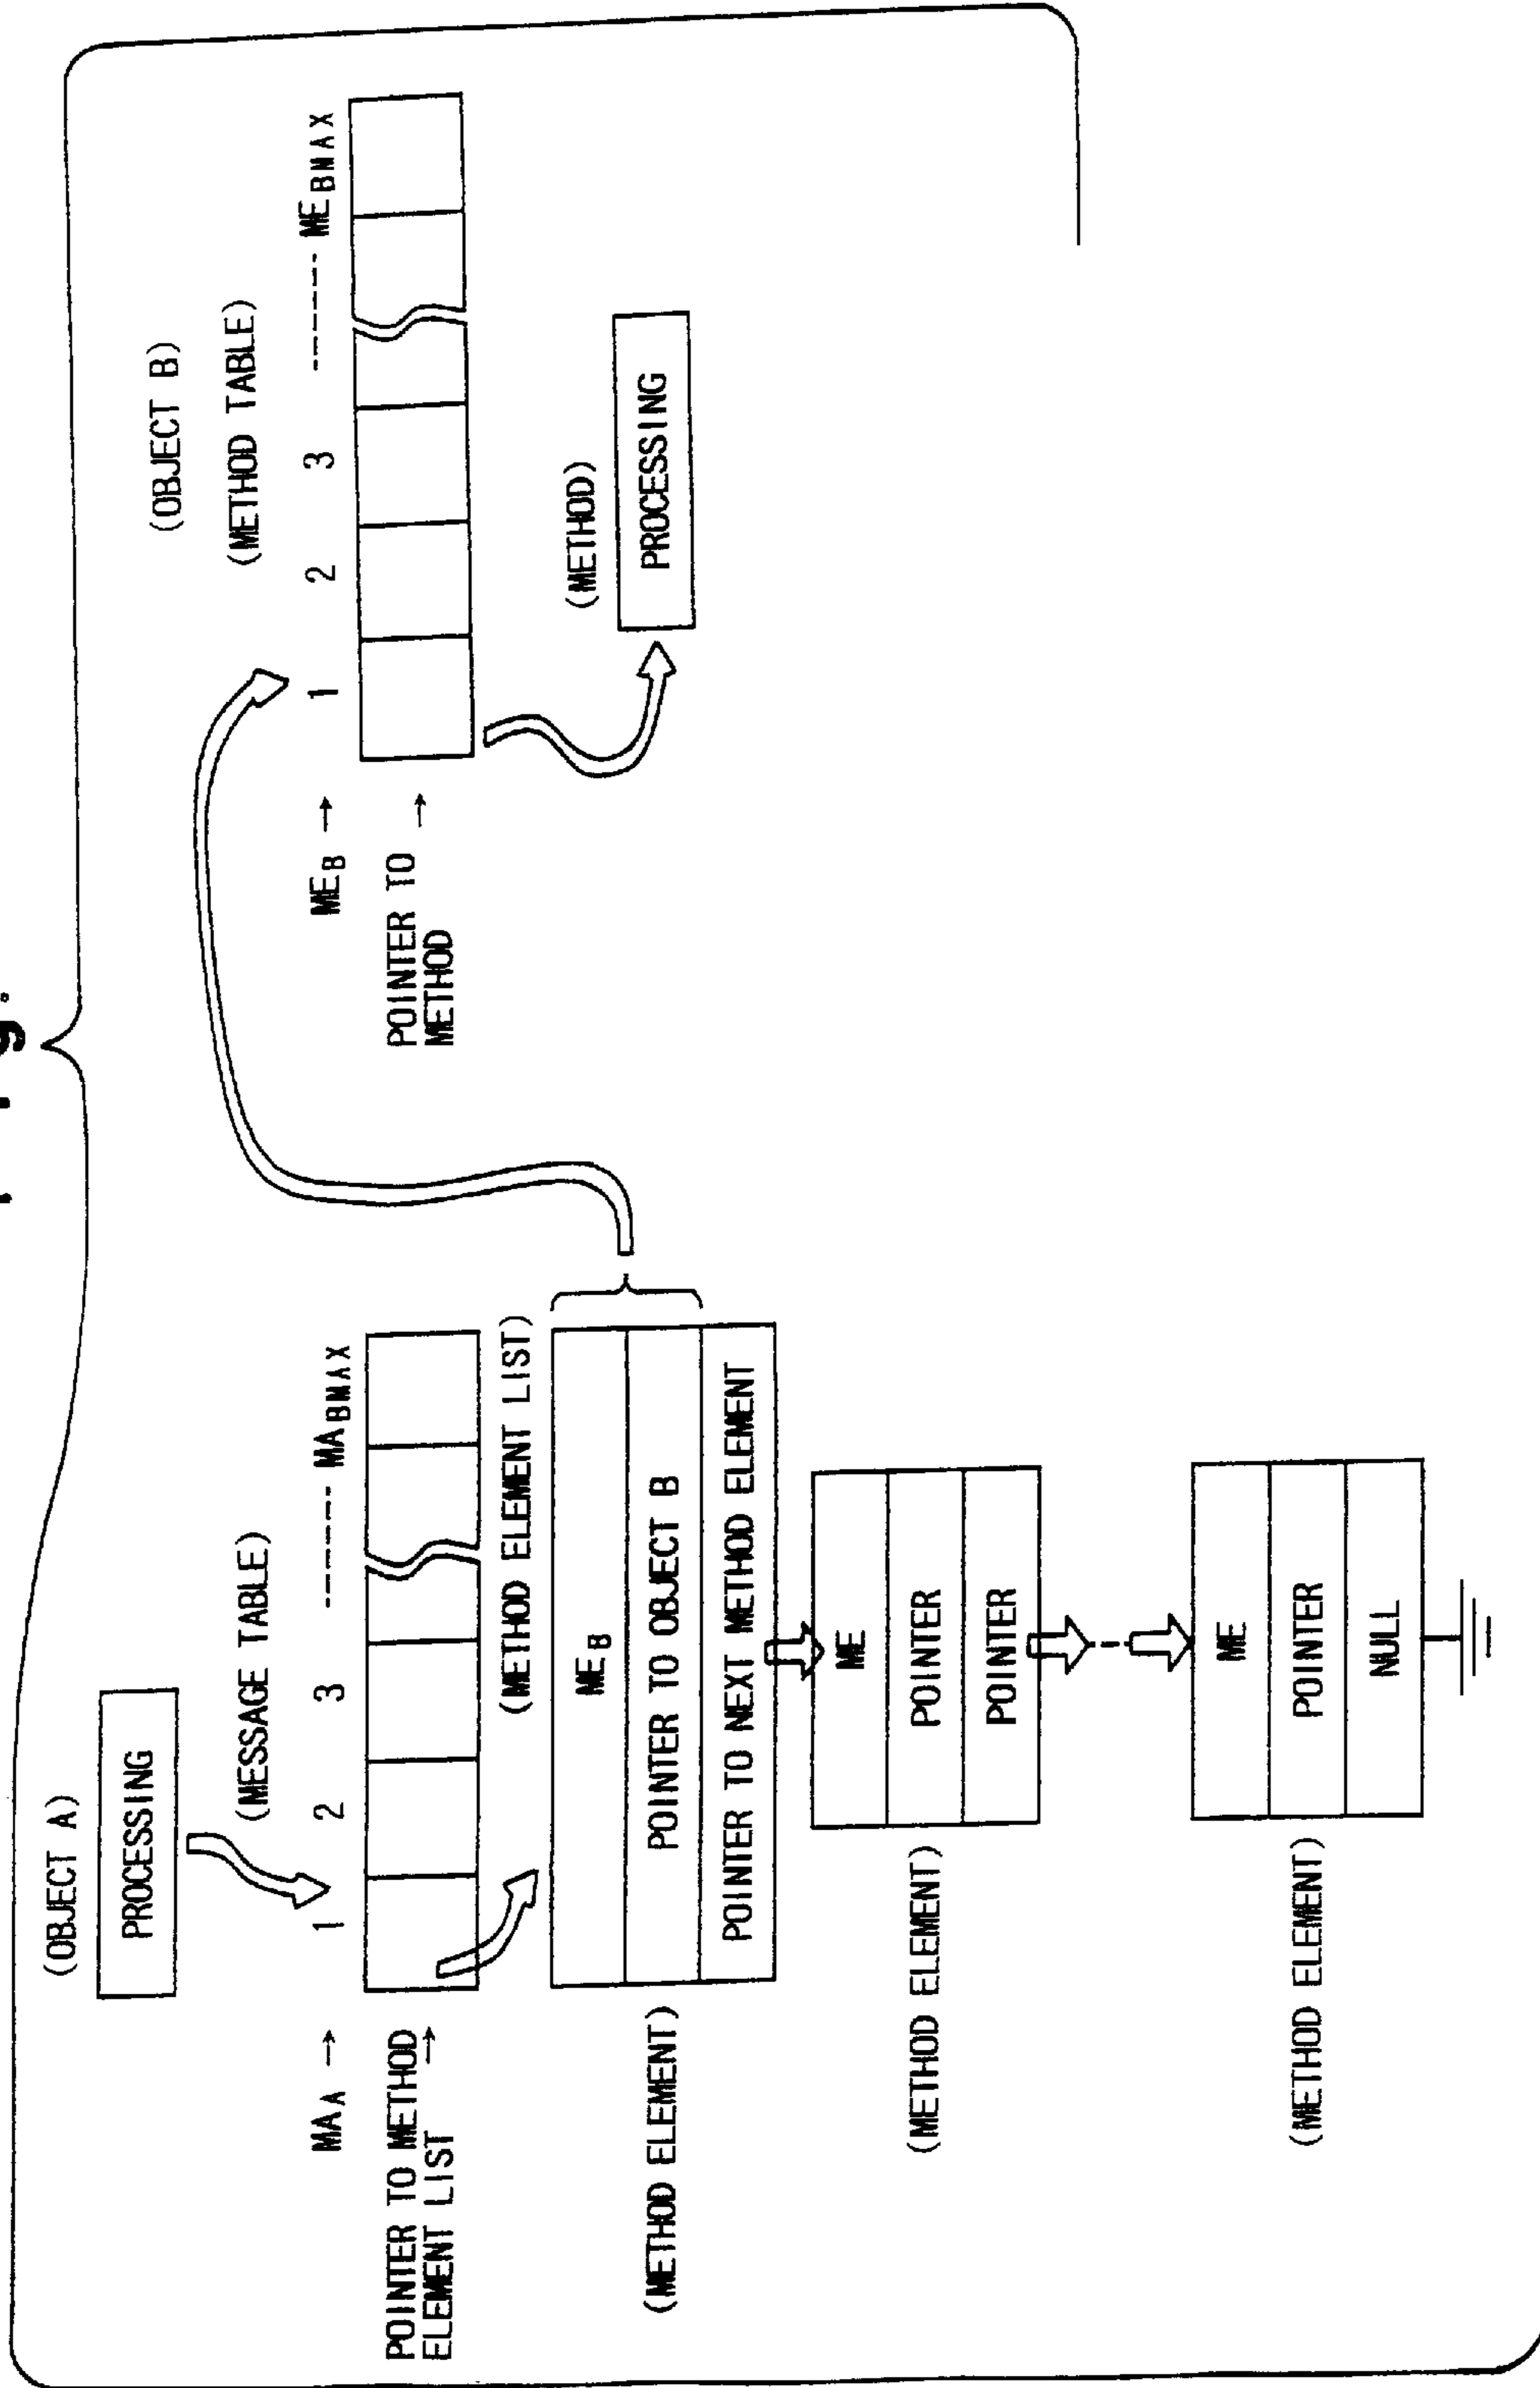 (OBJECT A)
PROCESSING
(MESSAGE TABLE)
MA_A → 1 2 3 ------ MA_BMAX
POINTER TO METHOD
ELEMENT LIST →
(METHOD ELEMENT LIST)
(METHOD ELEMENT)
ME_B
POINTER TO OBJECT B
POINTER TO NEXT METHOD ELEMENT
(METHOD ELEMENT)
ME
POINTER
POINTER
(METHOD ELEMENT)
ME
POINTER
NULL
(OBJECT B)
(METHOD TABLE)
ME_B → 1 2 3 ------ ME_BMAX
POINTER TO →
METHOD
(METHOD)
PROCESSING